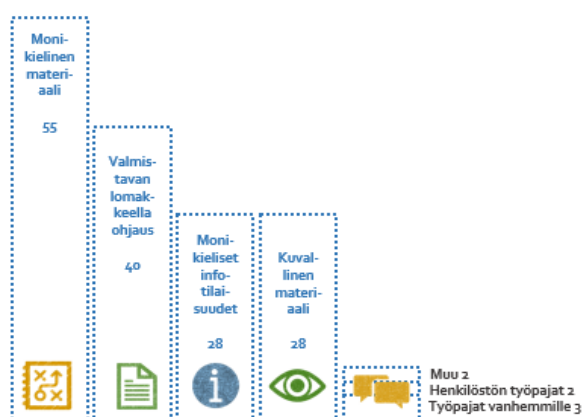 Moni-
kielinen
materi-
aali
55
Valmis-
tavan
lomak-
keella
ohjaus
40
Moni-
kieliset
info-
tilai-
suudet
28
Kuval-
linen
materi-
aali
28
Muu 2
Henkilöstön työpajat 2
Työpajat vanhemmille 3